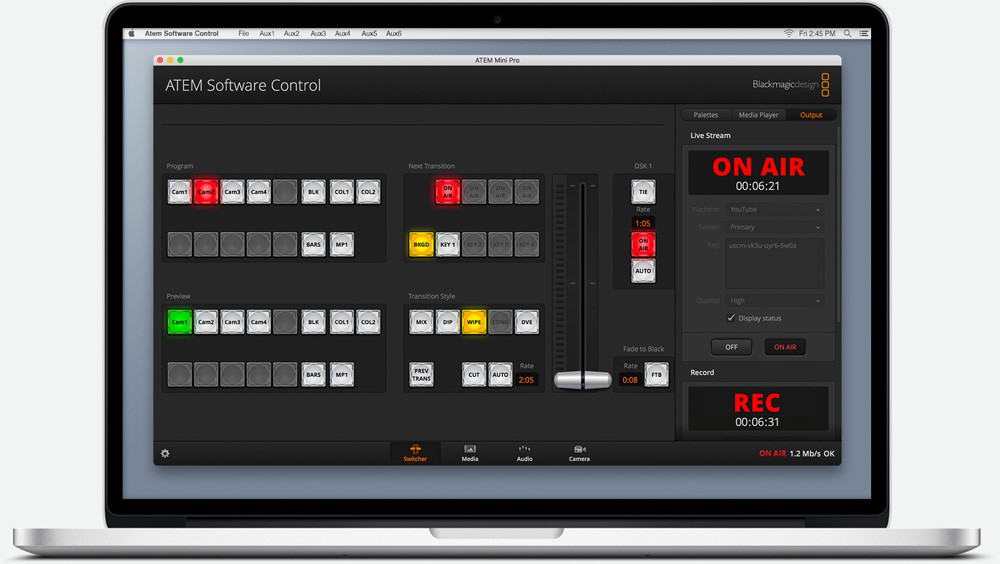 Atem Software Control File Aux1 Aux2 Aux3 Aux4 Aux5 Aux6 Fri 2:45 PM
ATEM Mini Pro
ATEM Software Control
Blackmagicdesign
Palettes Media Player Output
Live Stream
ON AIR
00:06:21
Platform: YouTube
Server: Primary
Key: uscm-vk3u-uyr6-5w0a
Quality: High
Display status
OFF ON AIR
Record
REC
00:06:31
Program
Cam1 Cam2 Cam3 Cam4 BLK COL1 COL2
BARS MP1
Next Transition
ON AIR ON AIR ON AIR ON AIR
BKGD KEY 1 KEY 2 KEY 3 KEY 4
DSK 1
TIE
Rate
1:05
ON AIR
AUTO
Preview
Cam1 Cam2 Cam3 Cam4 BLK COL1 COL2
BARS MP1
Transition Style
MIX DIP WIPE STING DVE
PREV TRANS CUT AUTO
Rate
2:05
Fade to Black
Rate
0:08 FTB
Switcher Media Audio Camera
ON AIR 1.2 Mb/s OK